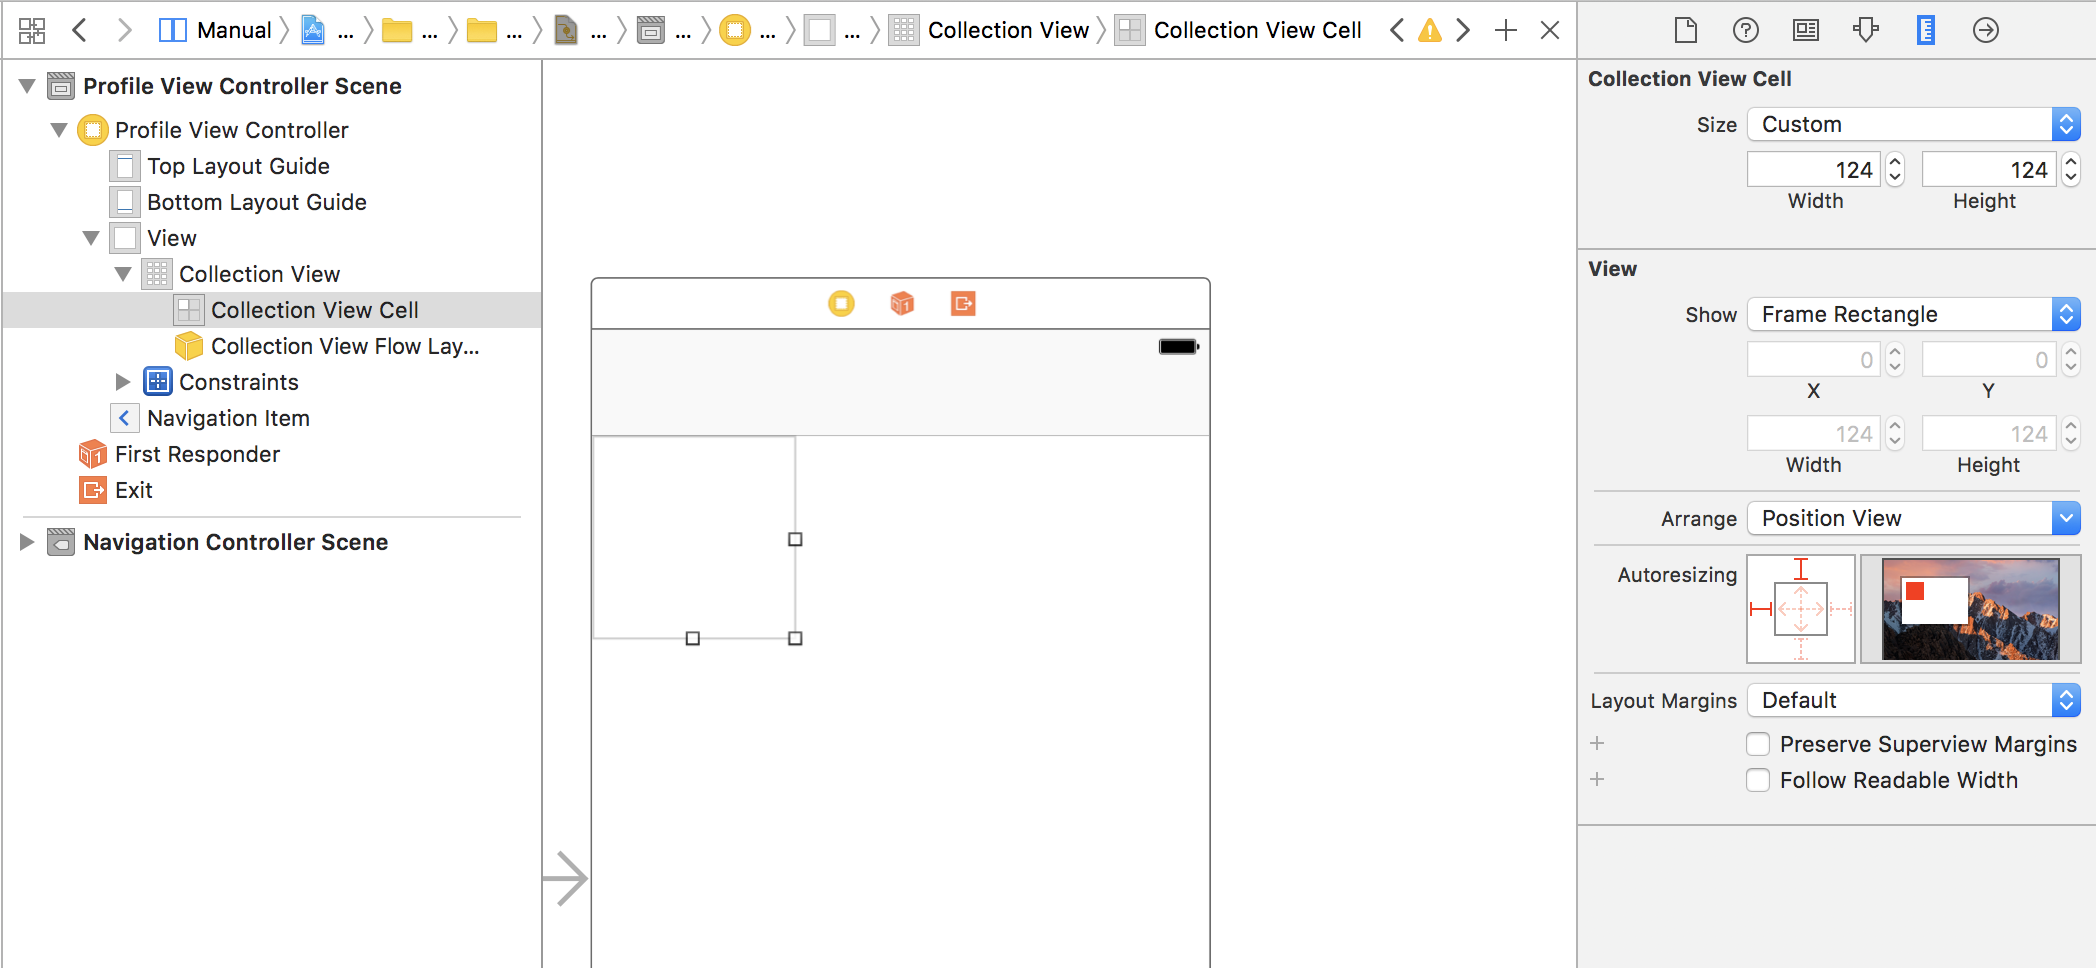 Manual ... ... ... ... ... ... ... Collection View Collection View Cell
Profile View Controller Scene
Profile View Controller
Top Layout Guide
Bottom Layout Guide
View
Collection View
Collection View Cell
Collection View Flow Lay...
Constraints
Navigation Item
First Responder
Exit
Navigation Controller Scene
Collection View Cell
Size Custom
124 124
Width Height
View
Show Frame Rectangle
0 0
X Y
124 124
Width Height
Arrange Position View
Autoresizing
Layout Margins Default
Preserve Superview Margins
Follow Readable Width